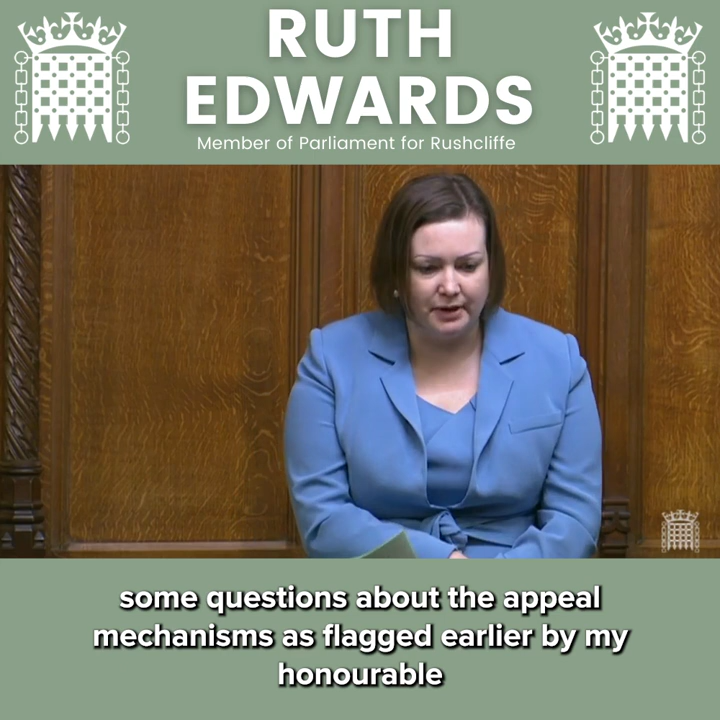 RUTH
EDWARDS
Member of Parliament for Rushcliffe
some questions about the appeal
mechanisms as flagged earlier by my
honourable